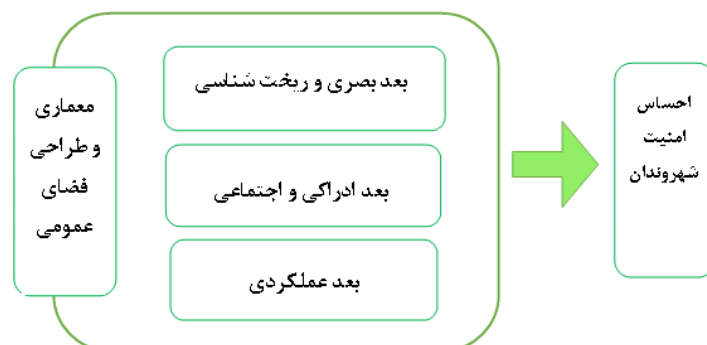 معماری
و طراحی
فضای
عمومی
بعد بصری و ریخت شناسی
بعد ادراکی و اجتماعی
بعد عملکردی
احساس
امنیت
شهروندان